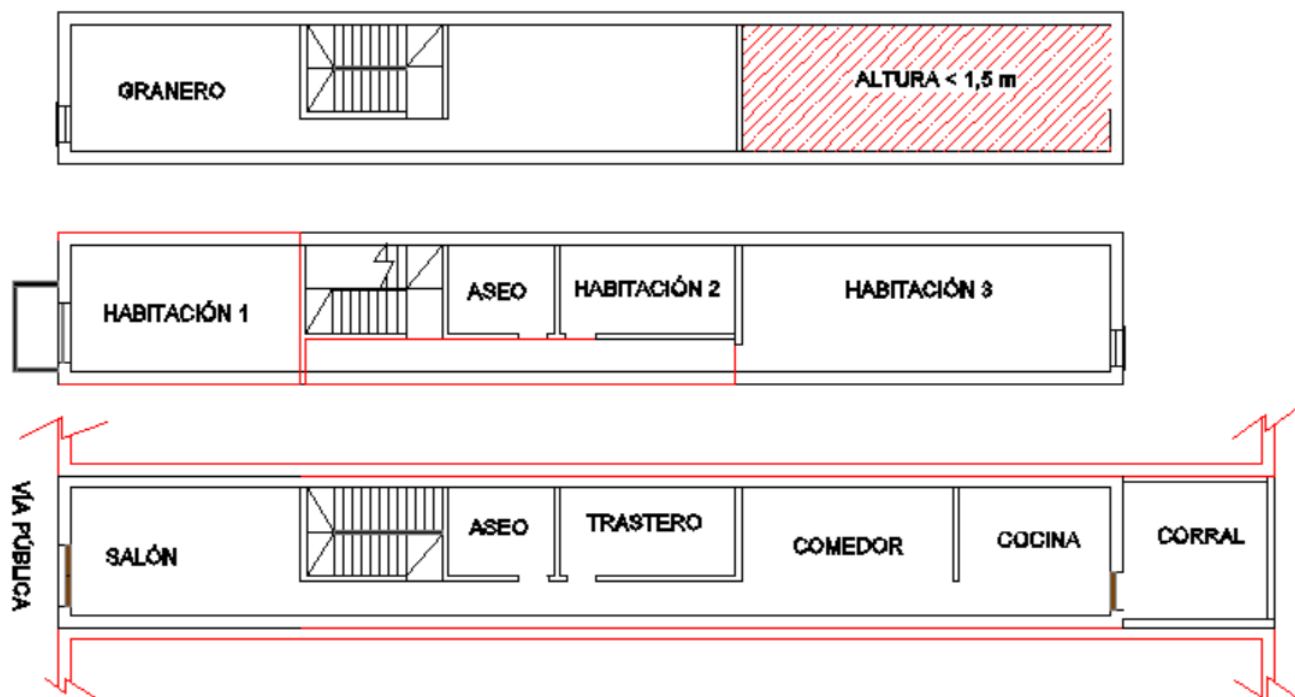 GRANERO
ALTURA < 1,5 m
HABITACIÓN 1
ASEO
HABITACIÓN 2
HABITACIÓN 3
VÍA PÚBLICA
SALÓN
ASEO
TRASTERO
COMEDOR
COCINA
CORRAL